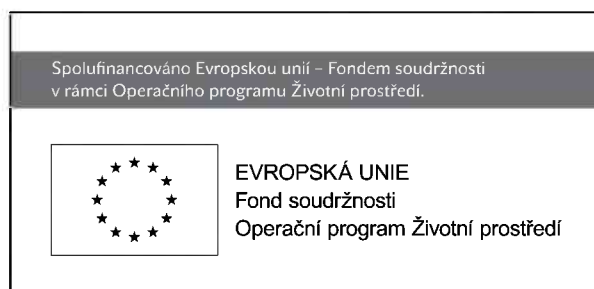 Spolufinancováno Evropskou unií – Fondem soudržnosti
v rámci Operačního programu Životní prostředí.
EVROPSKÁ UNIE
Fond soudržnosti
Operační program Životní prostředí